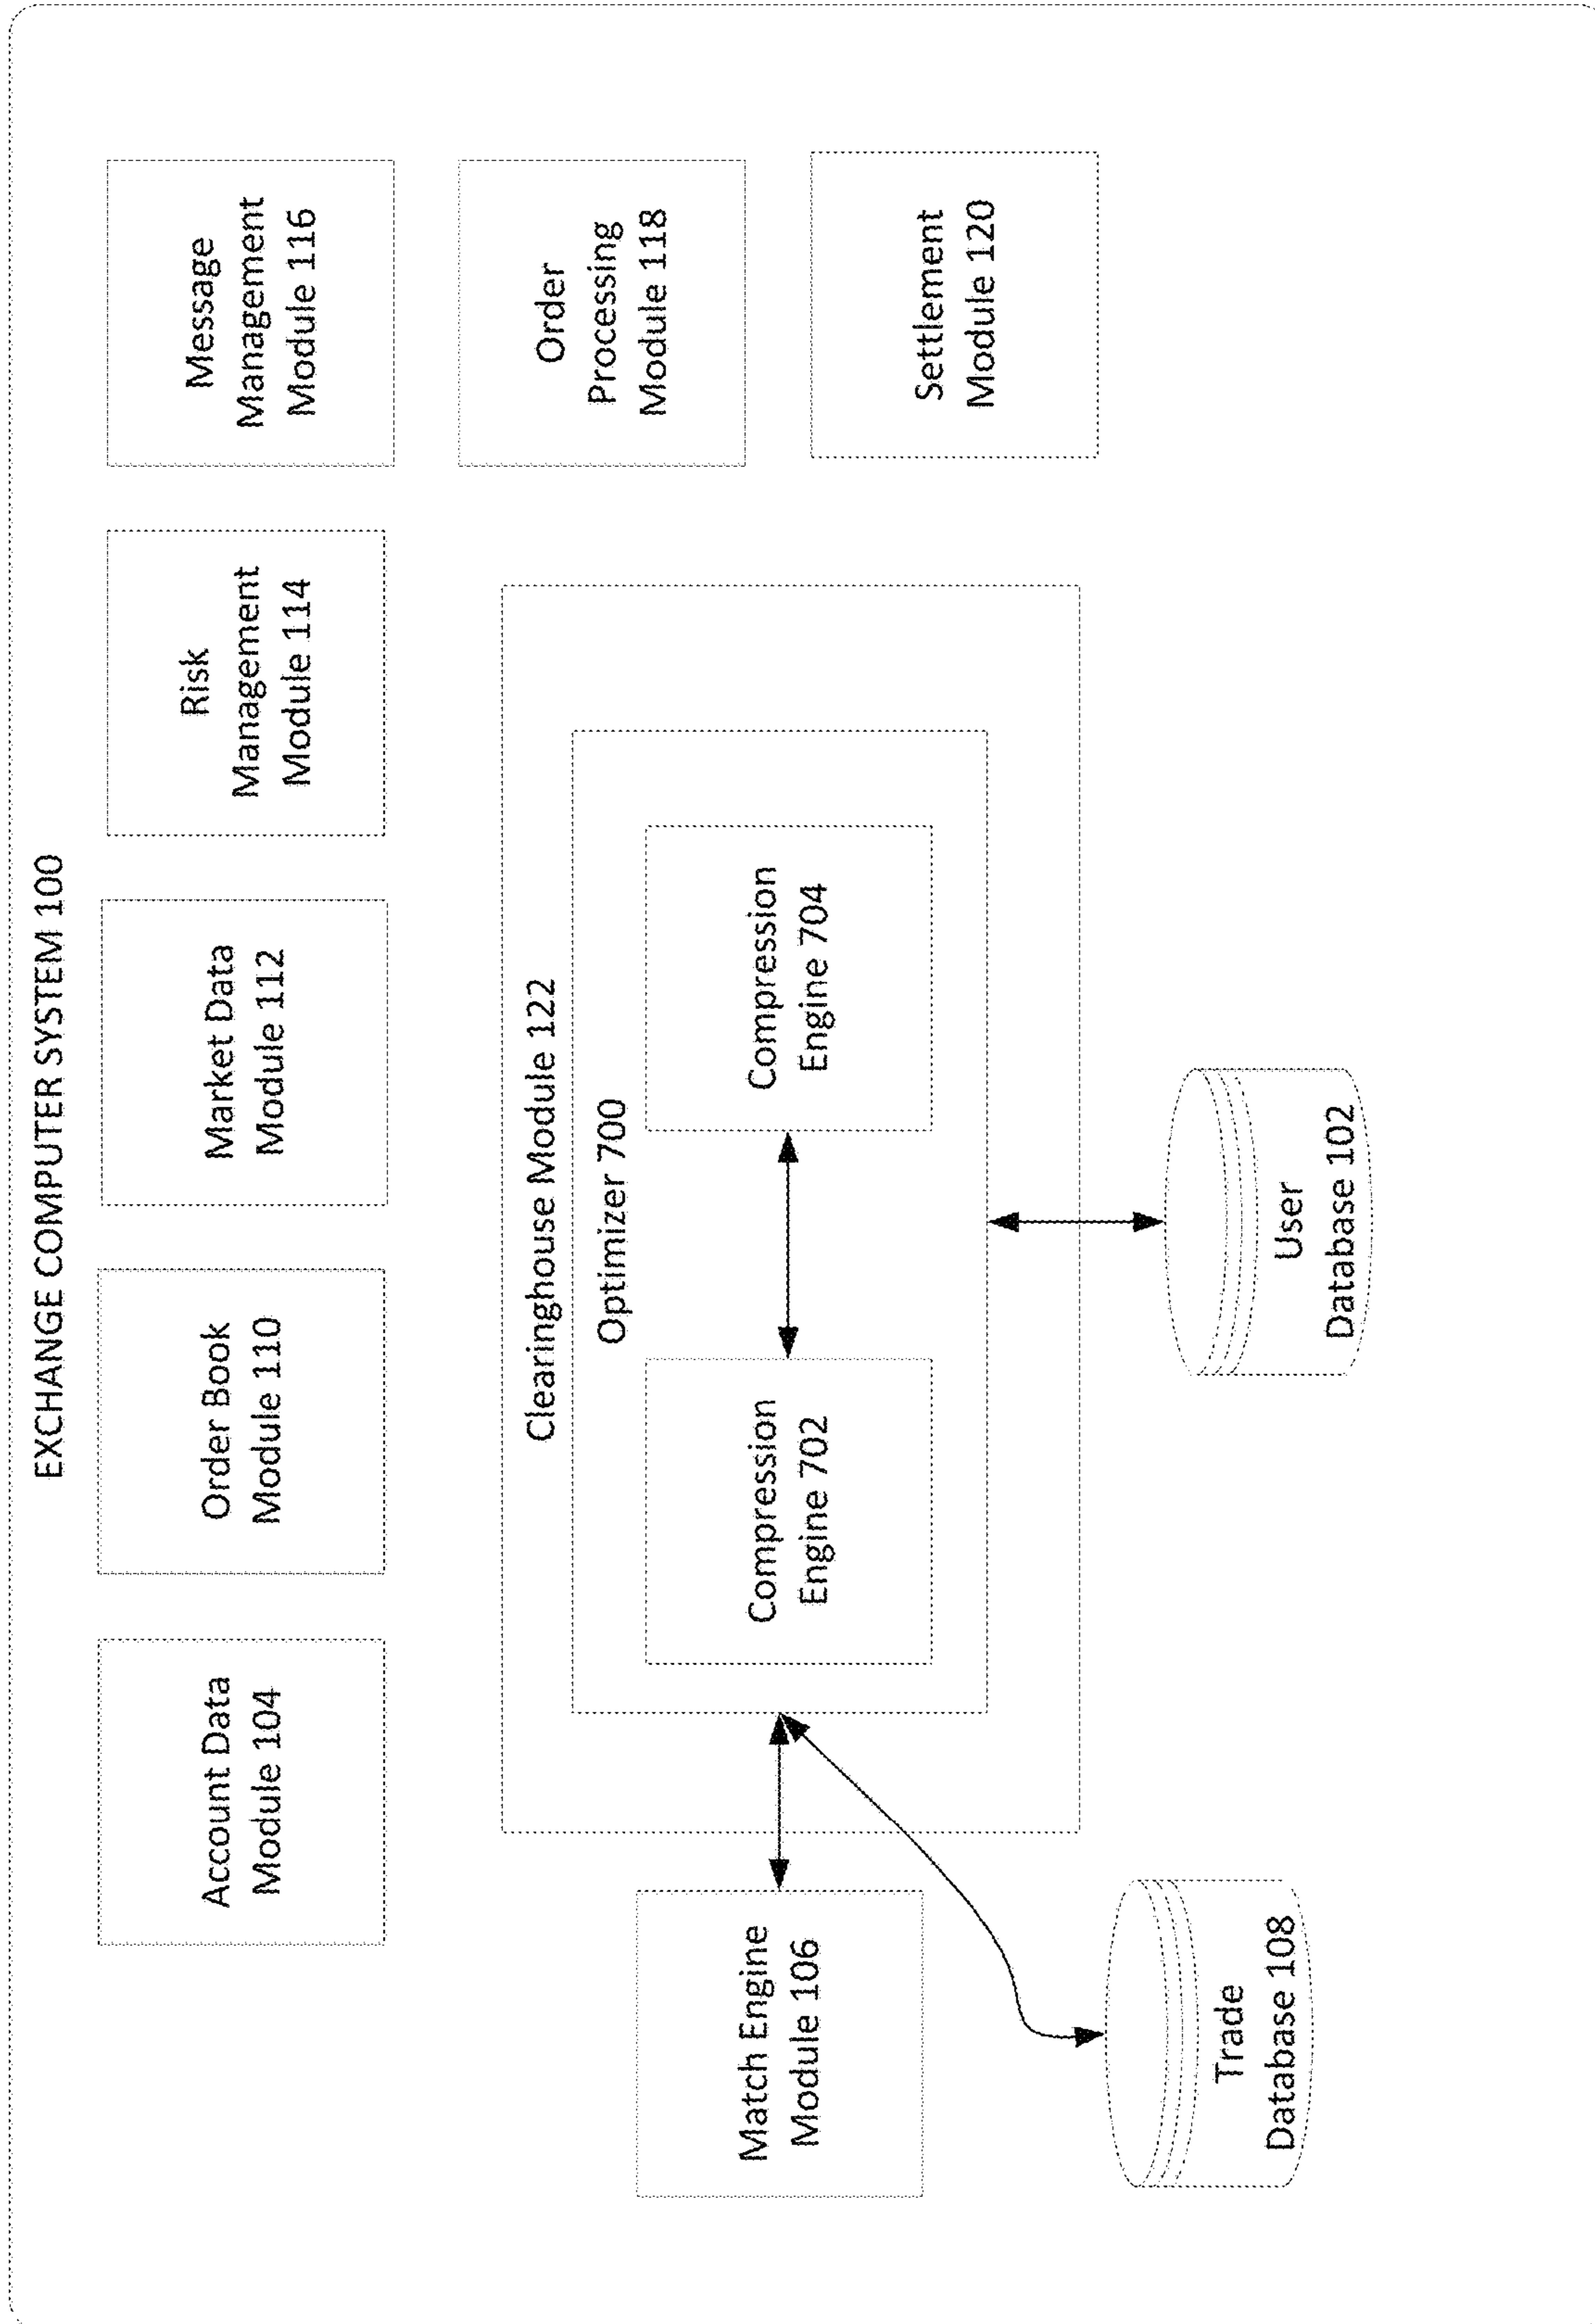 EXCHANGE COMPUTER SYSTEM 100
Account Data
Module 104
Order Book
Module 110
Market Data
Module 112
Risk
Management
Module 114
Message
Management
Module 116
Clearinghouse Module 122
Optimizer 700
Match Engine
Module 106
Compression
Engine 702
Compression
Engine 704
Order
Processing
Module 118
Settlement
Module 120
Trade
Database 108
User
Database 102